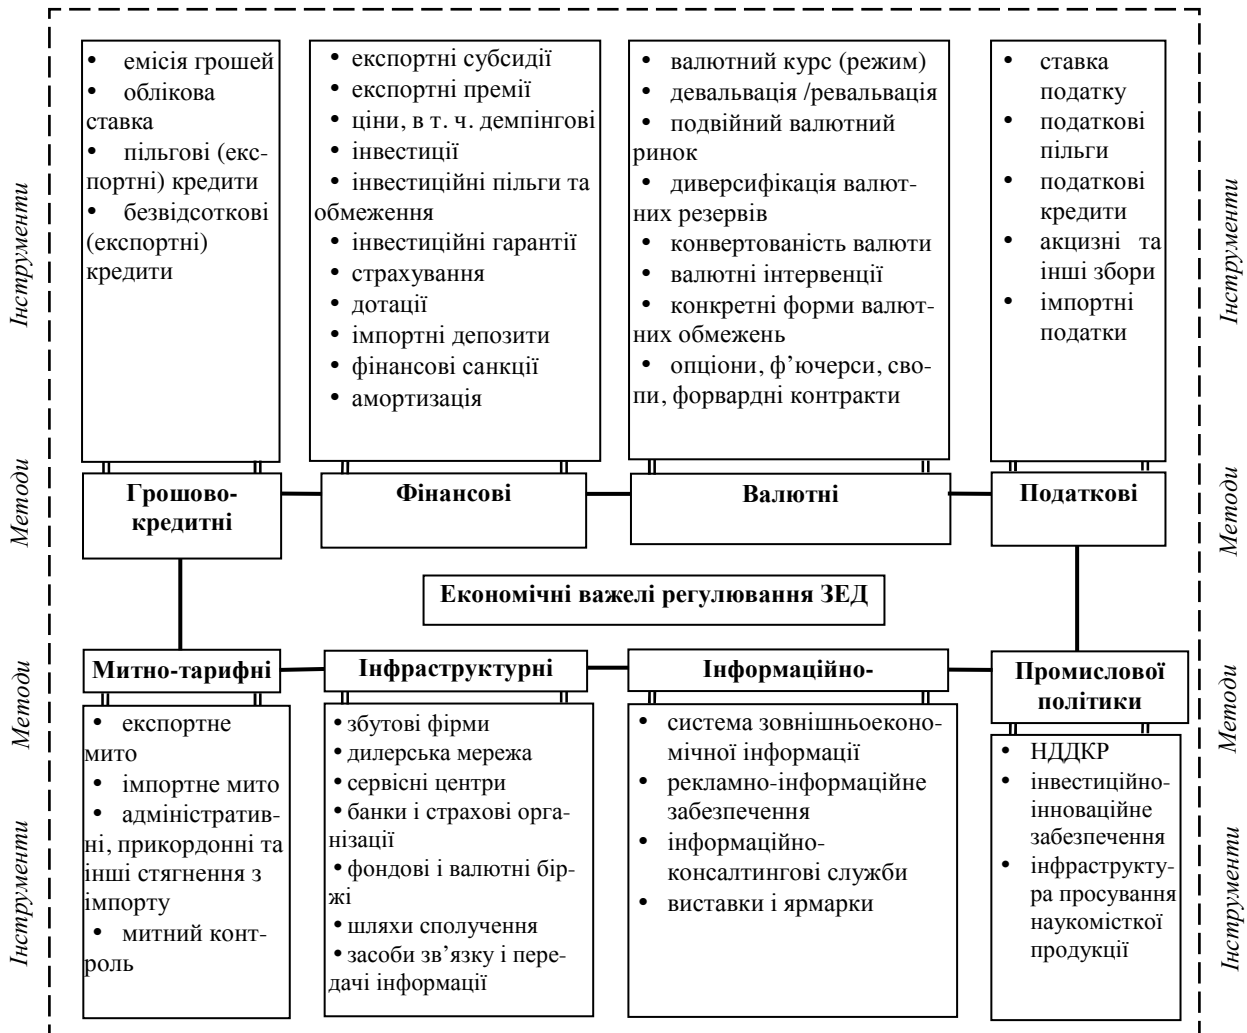 Інструменти
• емісія грошей
• облікова
ставка
• пільгові (екс-
портні) кредити
• безвідсоткові
(експортні)
кредити
• експортні субсидії
• експортні премії
• ціни, в т. ч. демпінгові
• інвестиції
• інвестиційні пільги та
обмеження
• інвестиційні гарантії
• страхування
• дотації
• імпортні депозити
• фінансові санкції
• амортизація
• валютний курс (режим)
• девальвація /ревальвація
• подвійний валютний
ринок
• диверсифікація валют-
них резервів
• конвертованість валюти
• валютні інтервенції
• конкретні форми валют-
них обмежень
• опціони, ф’ючерси, сво-
пи, форвардні контракти
• ставка
податку
• податкові
пільги
• податкові
кредити
• акцизні та
інші збори
• імпортні
податки
Інструменти
Методи
Грошово-
кредитні
Фінансові
Валютні
Податкові
Методи
Економічні важелі регулювання ЗЕД
Методи
Митно-тарифні
Інфраструктурні
Інформаційно-
Промислової
політики
Методи
Інструменти
• експортне
мито
• імпортне мито
• адміністратив-
ні, прикордонні та
інші стягнення з
імпорту
• митний конт-
роль
• збутові фірми
• дилерська мережа
• сервісні центри
• банки і страхові орга-
нізації
• фондові і валютні бір-
жі
• шляхи сполучення
• засоби зв’язку і пере-
дачі інформації
• система зовнішньоеконо-
мічної інформації
• рекламно-інформаційне
забезпечення
• інформаційно-
консалтингові служби
• виставки і ярмарки
• НДДКР
• інвестиційно-
інноваційне
забезпечення
• інфраструкту-
ра просування
наукомісткої
продукції
Інструменти